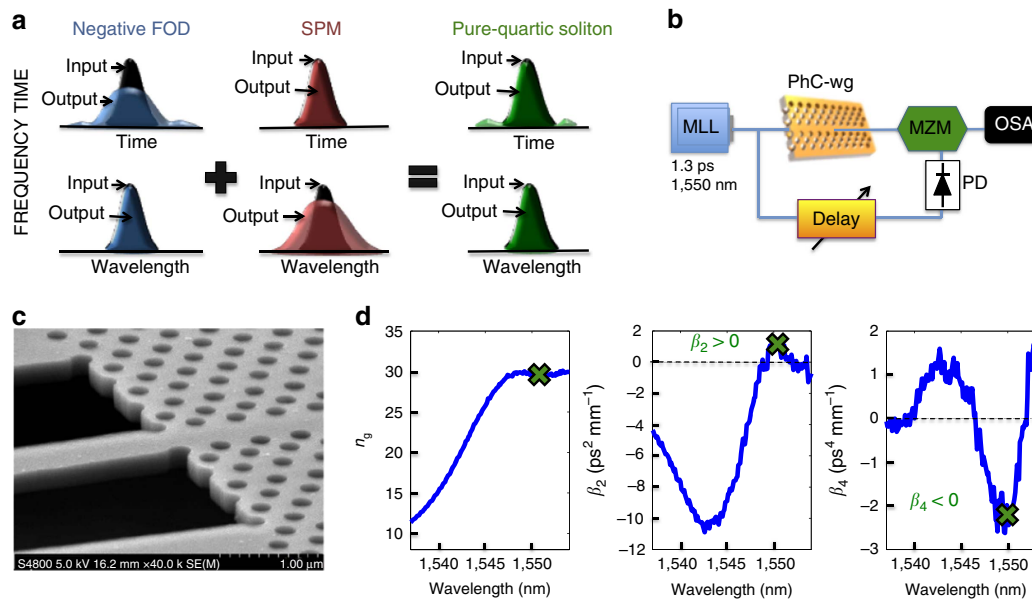 a
Negative FOD
SPM
Pure-quartic soliton
FREQUENCY TIME
Input
Output
Time
Input
Output
Time
Input
Output
Time
Input
Output
Wavelength
Input
Output
Wavelength
Input
Output
Wavelength
b
PhC-wg
MLL
MZM
OSA
1.3 ps
1,550 nm
PD
Delay
c
S4800 5.0 kV 16.2 mm ×40.0 k SE(M)
1.00 μm
d
35
30
25
20
15
10
n_g
1,540
1,545
1,550
Wavelength (nm)
2
0
−2
−4
−6
−8
−10
−12
β₂ (ps² mm⁻¹)
β₂ > 0
1,540
1,545
1,550
Wavelength (nm)
2
1
0
−1
−2
−3
β₄ (ps⁴ mm⁻¹)
β₄ < 0
1,540
1,545
1,550
Wavelength (nm)